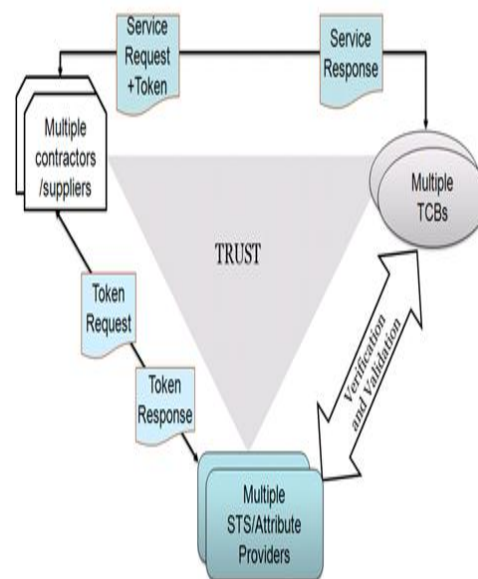 Service
Request
+Token
Service
Response
Multiple
contractors
/suppliers
Multiple
TCBs
TRUST
Token
Request
Token
Response
Verification
and Validation
Multiple
STS/Attribute
Providers